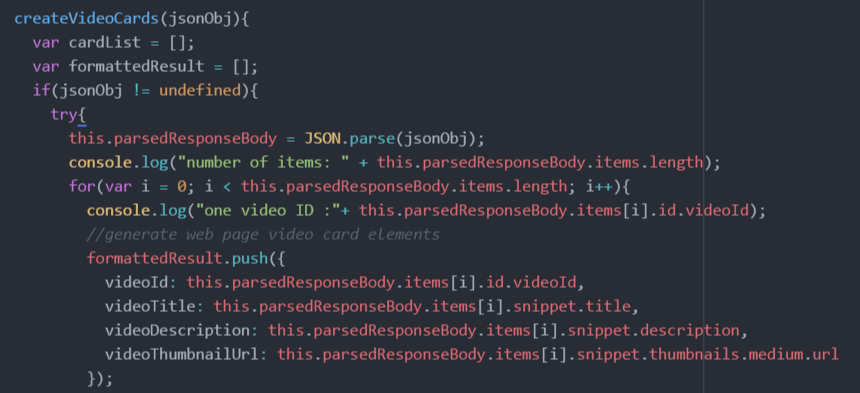 createVideoCards(jsonObj){
var cardList = [];
var formattedResult = [];
if(jsonObj != undefined){
try{
this.parsedResponseBody = JSON.parse(jsonObj);
console.log("number of items: " + this.parsedResponseBody.items.length);
for(var i = 0; i < this.parsedResponseBody.items.length; i++){
console.log("one video ID :"+ this.parsedResponseBody.items[i].id.videoId);
//generate web page video card elements
formattedResult.push({
videoId: this.parsedResponseBody.items[i].id.videoId,
videoTitle: this.parsedResponseBody.items[i].snippet.title,
videoDescription: this.parsedResponseBody.items[i].snippet.description,
videoThumbnailUrl: this.parsedResponseBody.items[i].snippet.thumbnails.medium.url
});